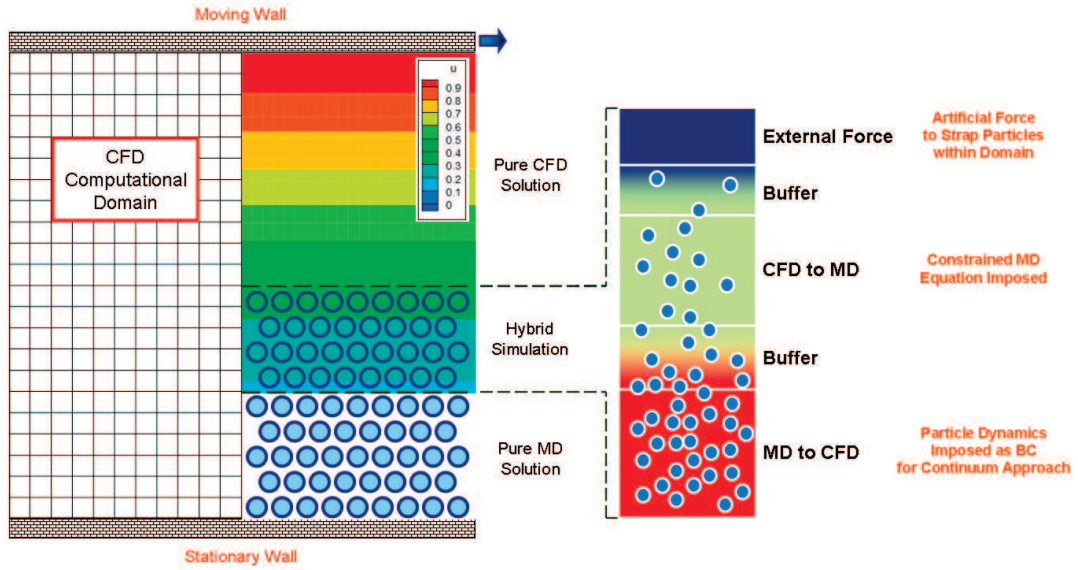 Moving Wall
CFD
Computational
Domain
u
0.9
0.8
0.7
0.6
0.5
0.4
0.3
0.2
0.1
0
Pure CFD
Solution
Hybrid
Simulation
Pure MD
Solution
Stationary Wall
External Force
Buffer
CFD to MD
Buffer
MD to CFD
Artificial Force
to Strap Particles
within Domain
Constrained MD
Equation Imposed
Particle Dynamics
Imposed as BC
for Continuum Approach